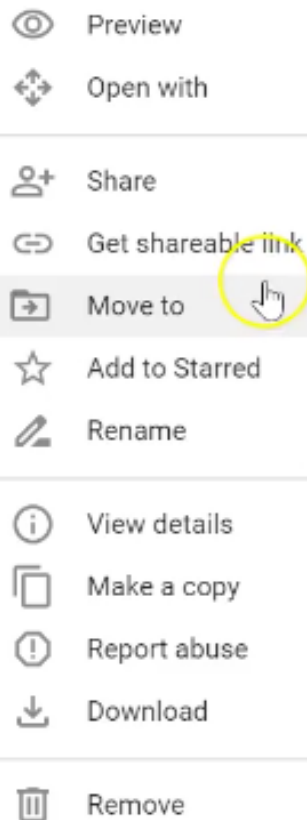 Preview
Open with
Share
Get shareable link
Move to
Add to Starred
Rename
View details
Make a copy
Report abuse
Download
Remove